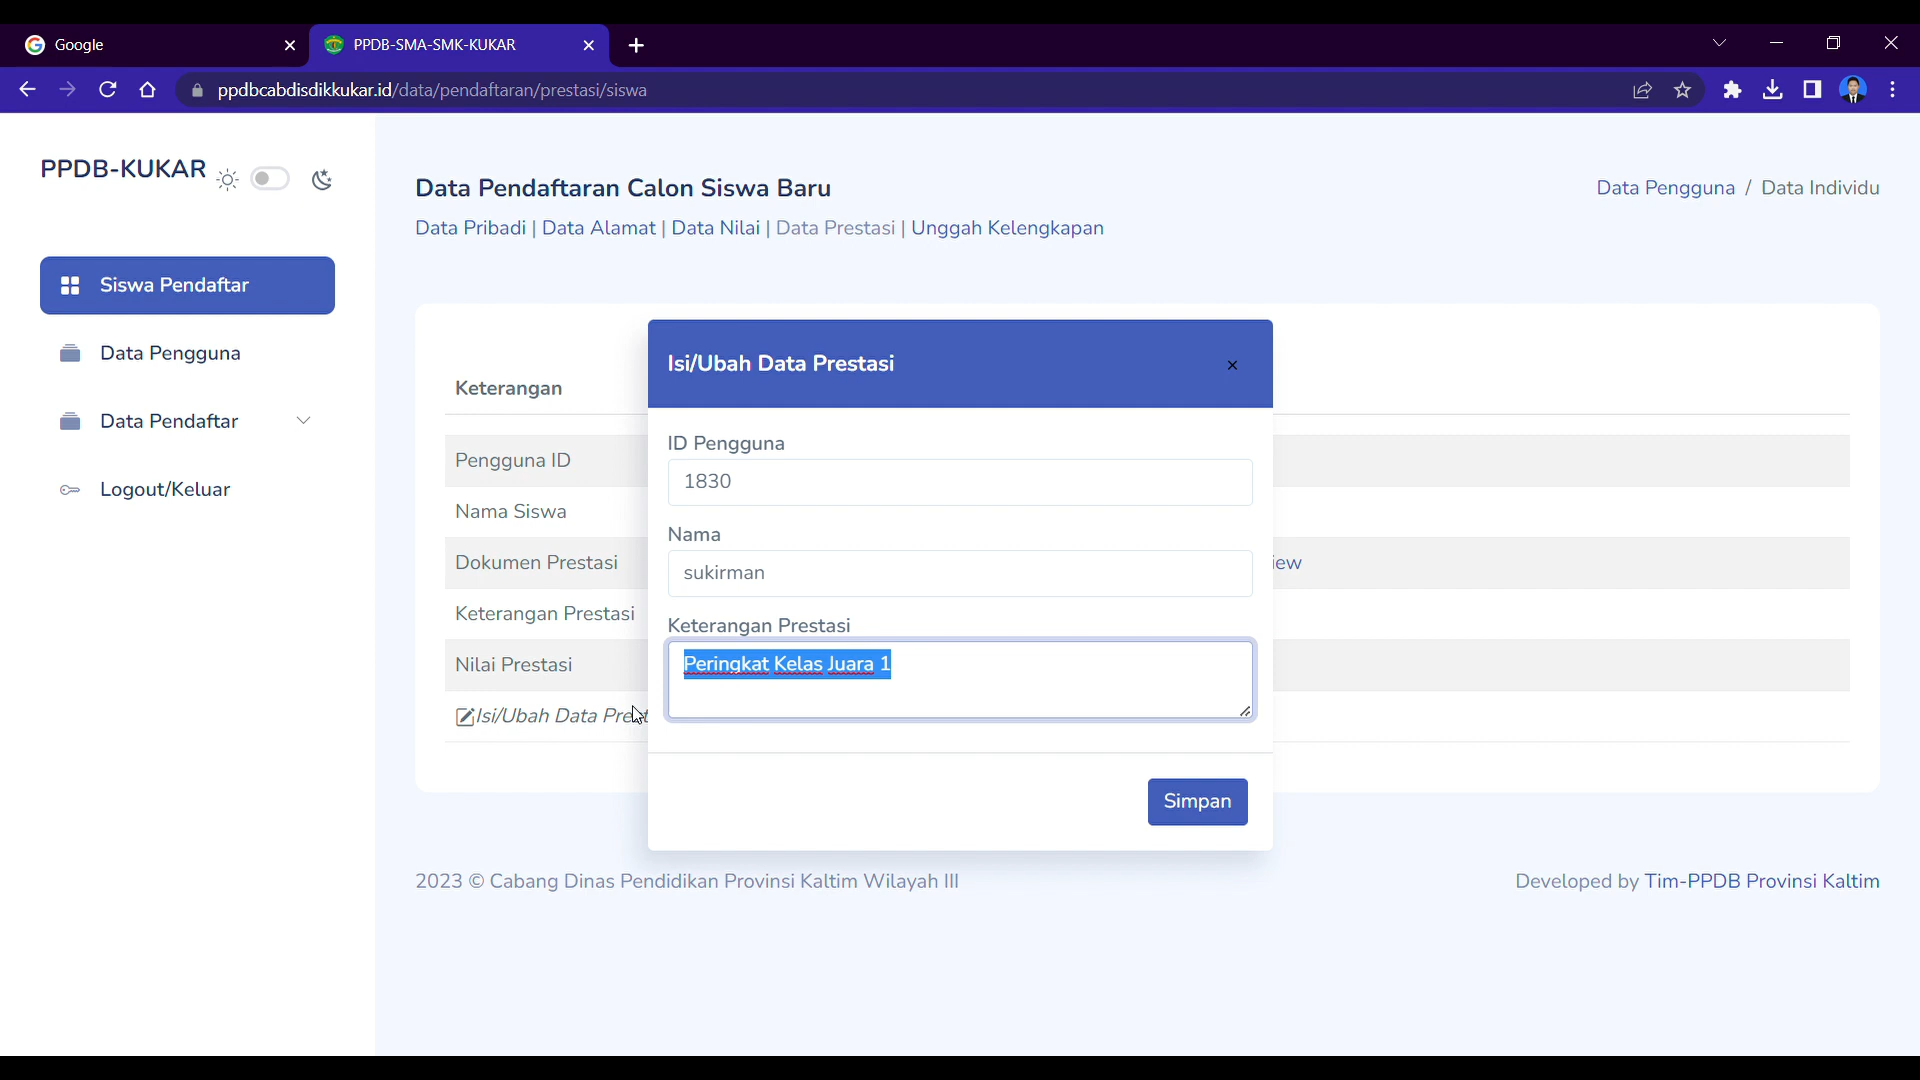 Google
PPDB-SMA-SMK-KUKAR
ppdbcabdisdikkukar.id/data/pendaftaran/prestasi/siswa
PPDB-KUKAR
Siswa Pendaftar
Data Pengguna
Data Pendaftar
Logout/Keluar
Data Pendaftaran Calon Siswa Baru
Data Pengguna / Data Individu
Data Pribadi | Data Alamat | Data Nilai | Data Prestasi | Unggah Kelengkapan
Keterangan
Pengguna ID
Nama Siswa
Dokumen Prestasi
Keterangan Prestasi
Nilai Prestasi
Isi/Ubah Data
Isi/Ubah Data Prestasi
ID Pengguna
1830
Nama
sukirman
Keterangan Prestasi
Peringkat Kelas Juara 1
Simpan
2023 © Cabang Dinas Pendidikan Provinsi Kaltim Wilayah III
Developed by Tim-PPDB Provinsi Kaltim